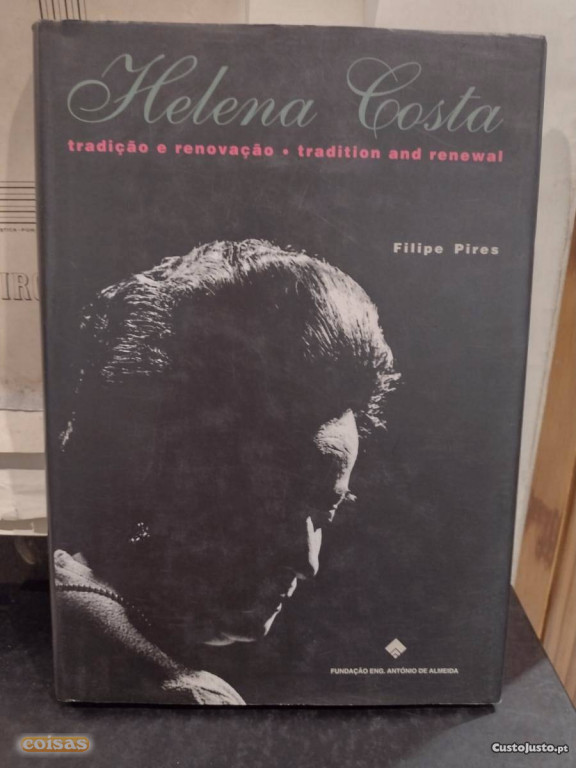 Helena Costa
tradição e renovação • tradition and renewal
Filipe Pires
FUNDAÇÃO ENG. ANTÓNIO DE ALMEIDA
coisas
CustoJusto.pt